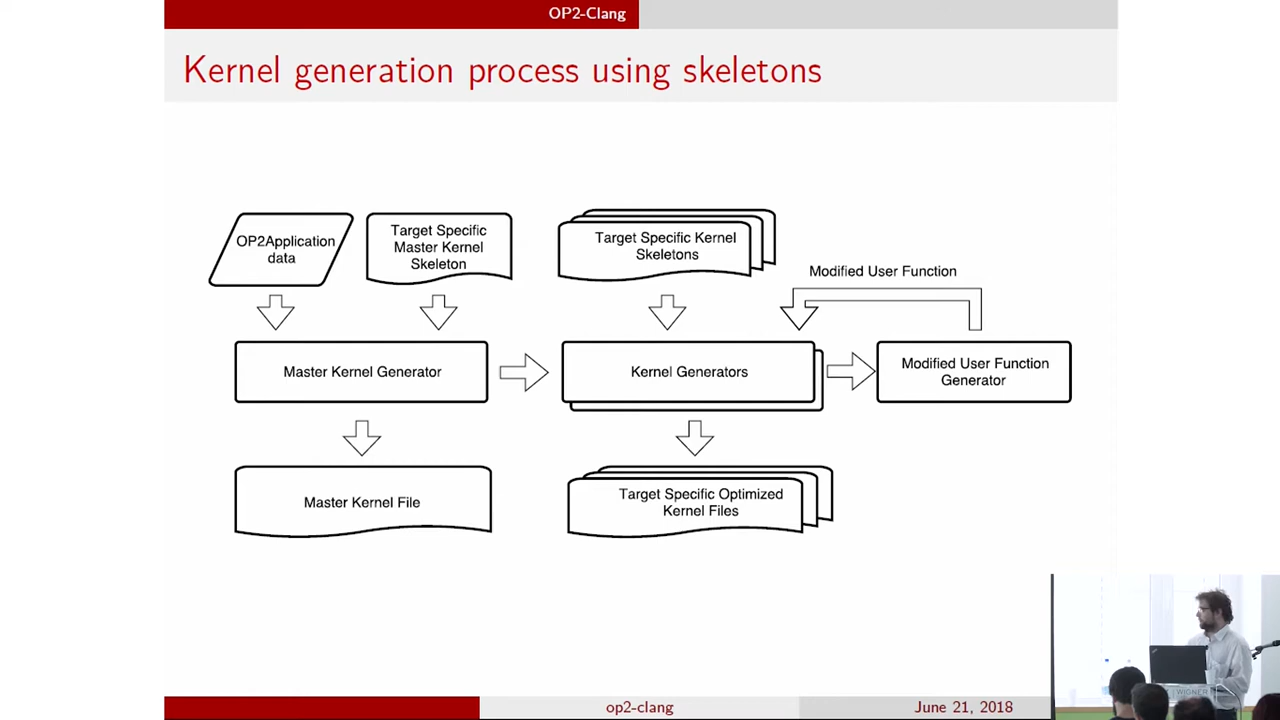 OP2-Clang
Kernel generation process using skeletons
OP2Application
data
Target Specific
Master Kernel
Skeleton
Target Specific Kernel
Skeletons
Modified User Function
Master Kernel Generator
Kernel Generators
Modified User Function
Generator
Master Kernel File
Target Specific Optimized
Kernel Files
WIGNER
op2-clang
June 21, 2018